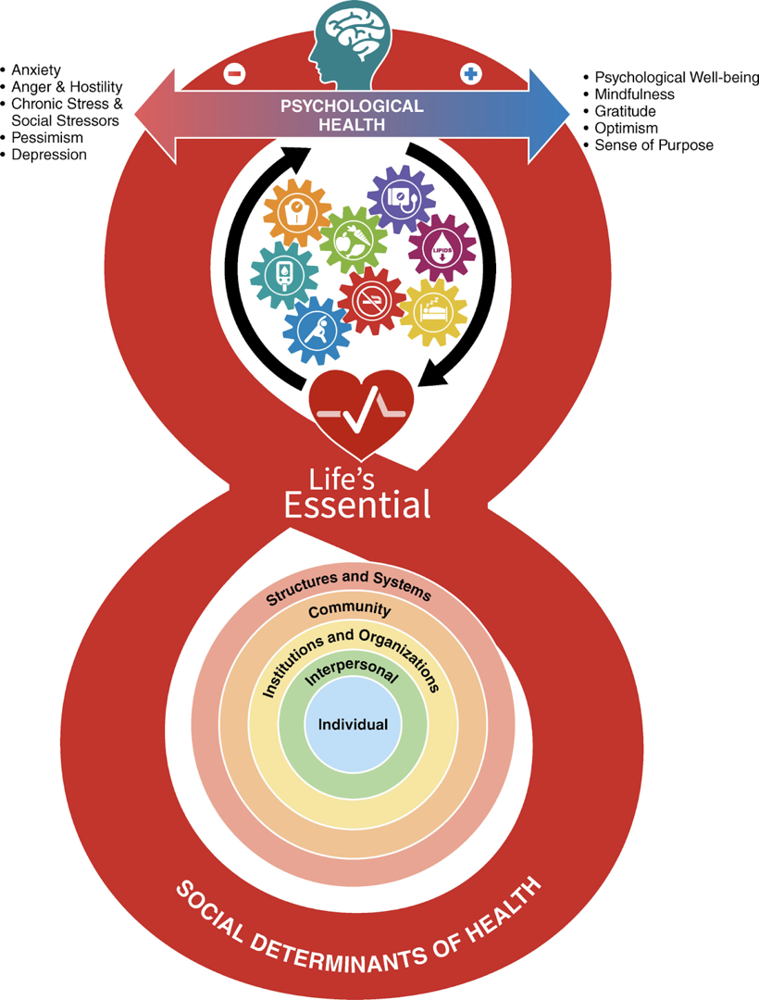 • Anxiety
• Anger & Hostility
• Chronic Stress &
Social Stressors
• Pessimism
• Depression
PSYCHOLOGICAL
HEALTH
• Psychological Well-being
• Mindfulness
• Gratitude
• Optimism
• Sense of Purpose
LIPIDS
Life's
Essential
Structures and Systems
Community
Institutions and Organizations
Interpersonal
Individual
SOCIAL DETERMINANTS OF HEALTH